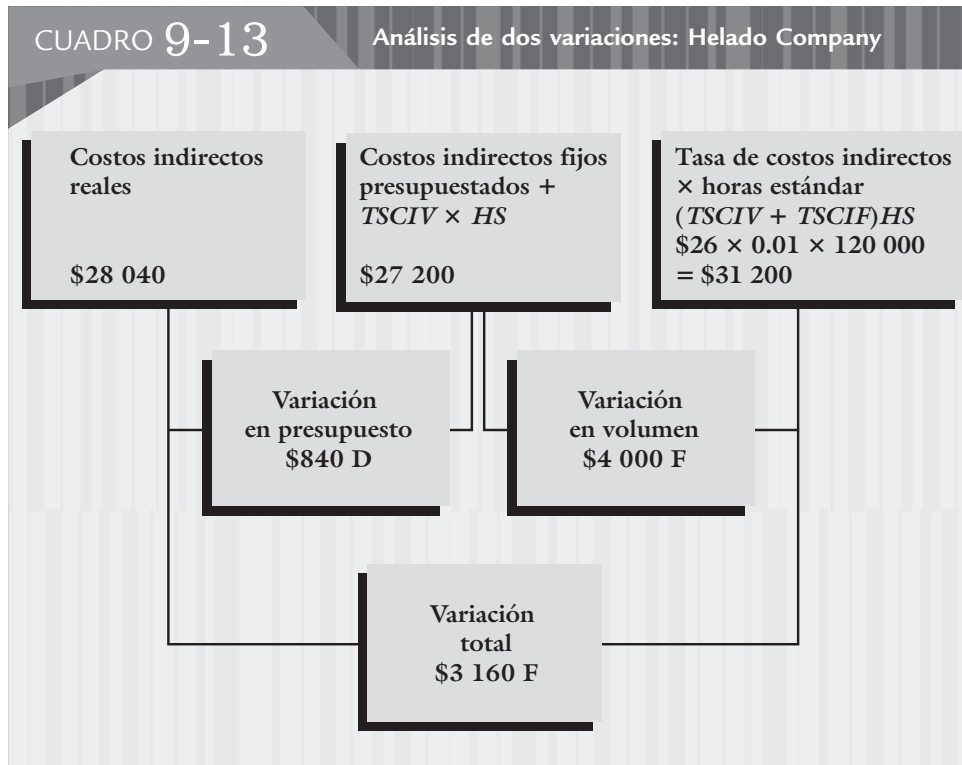 CUADRO 9-13
Análisis de dos variaciones: Helado Company
Costos indirectos
reales
$28 040
Costos indirectos fijos
presupuestados +
TSCIV × HS
$27 200
Tasa de costos indirectos
× horas estándar
(TSCIV + TSCIF)HS
$26 × 0.01 × 120 000
= $31 200
Variación
en presupuesto
$840 D
Variación
en volumen
$4 000 F
Variación
total
$3 160 F